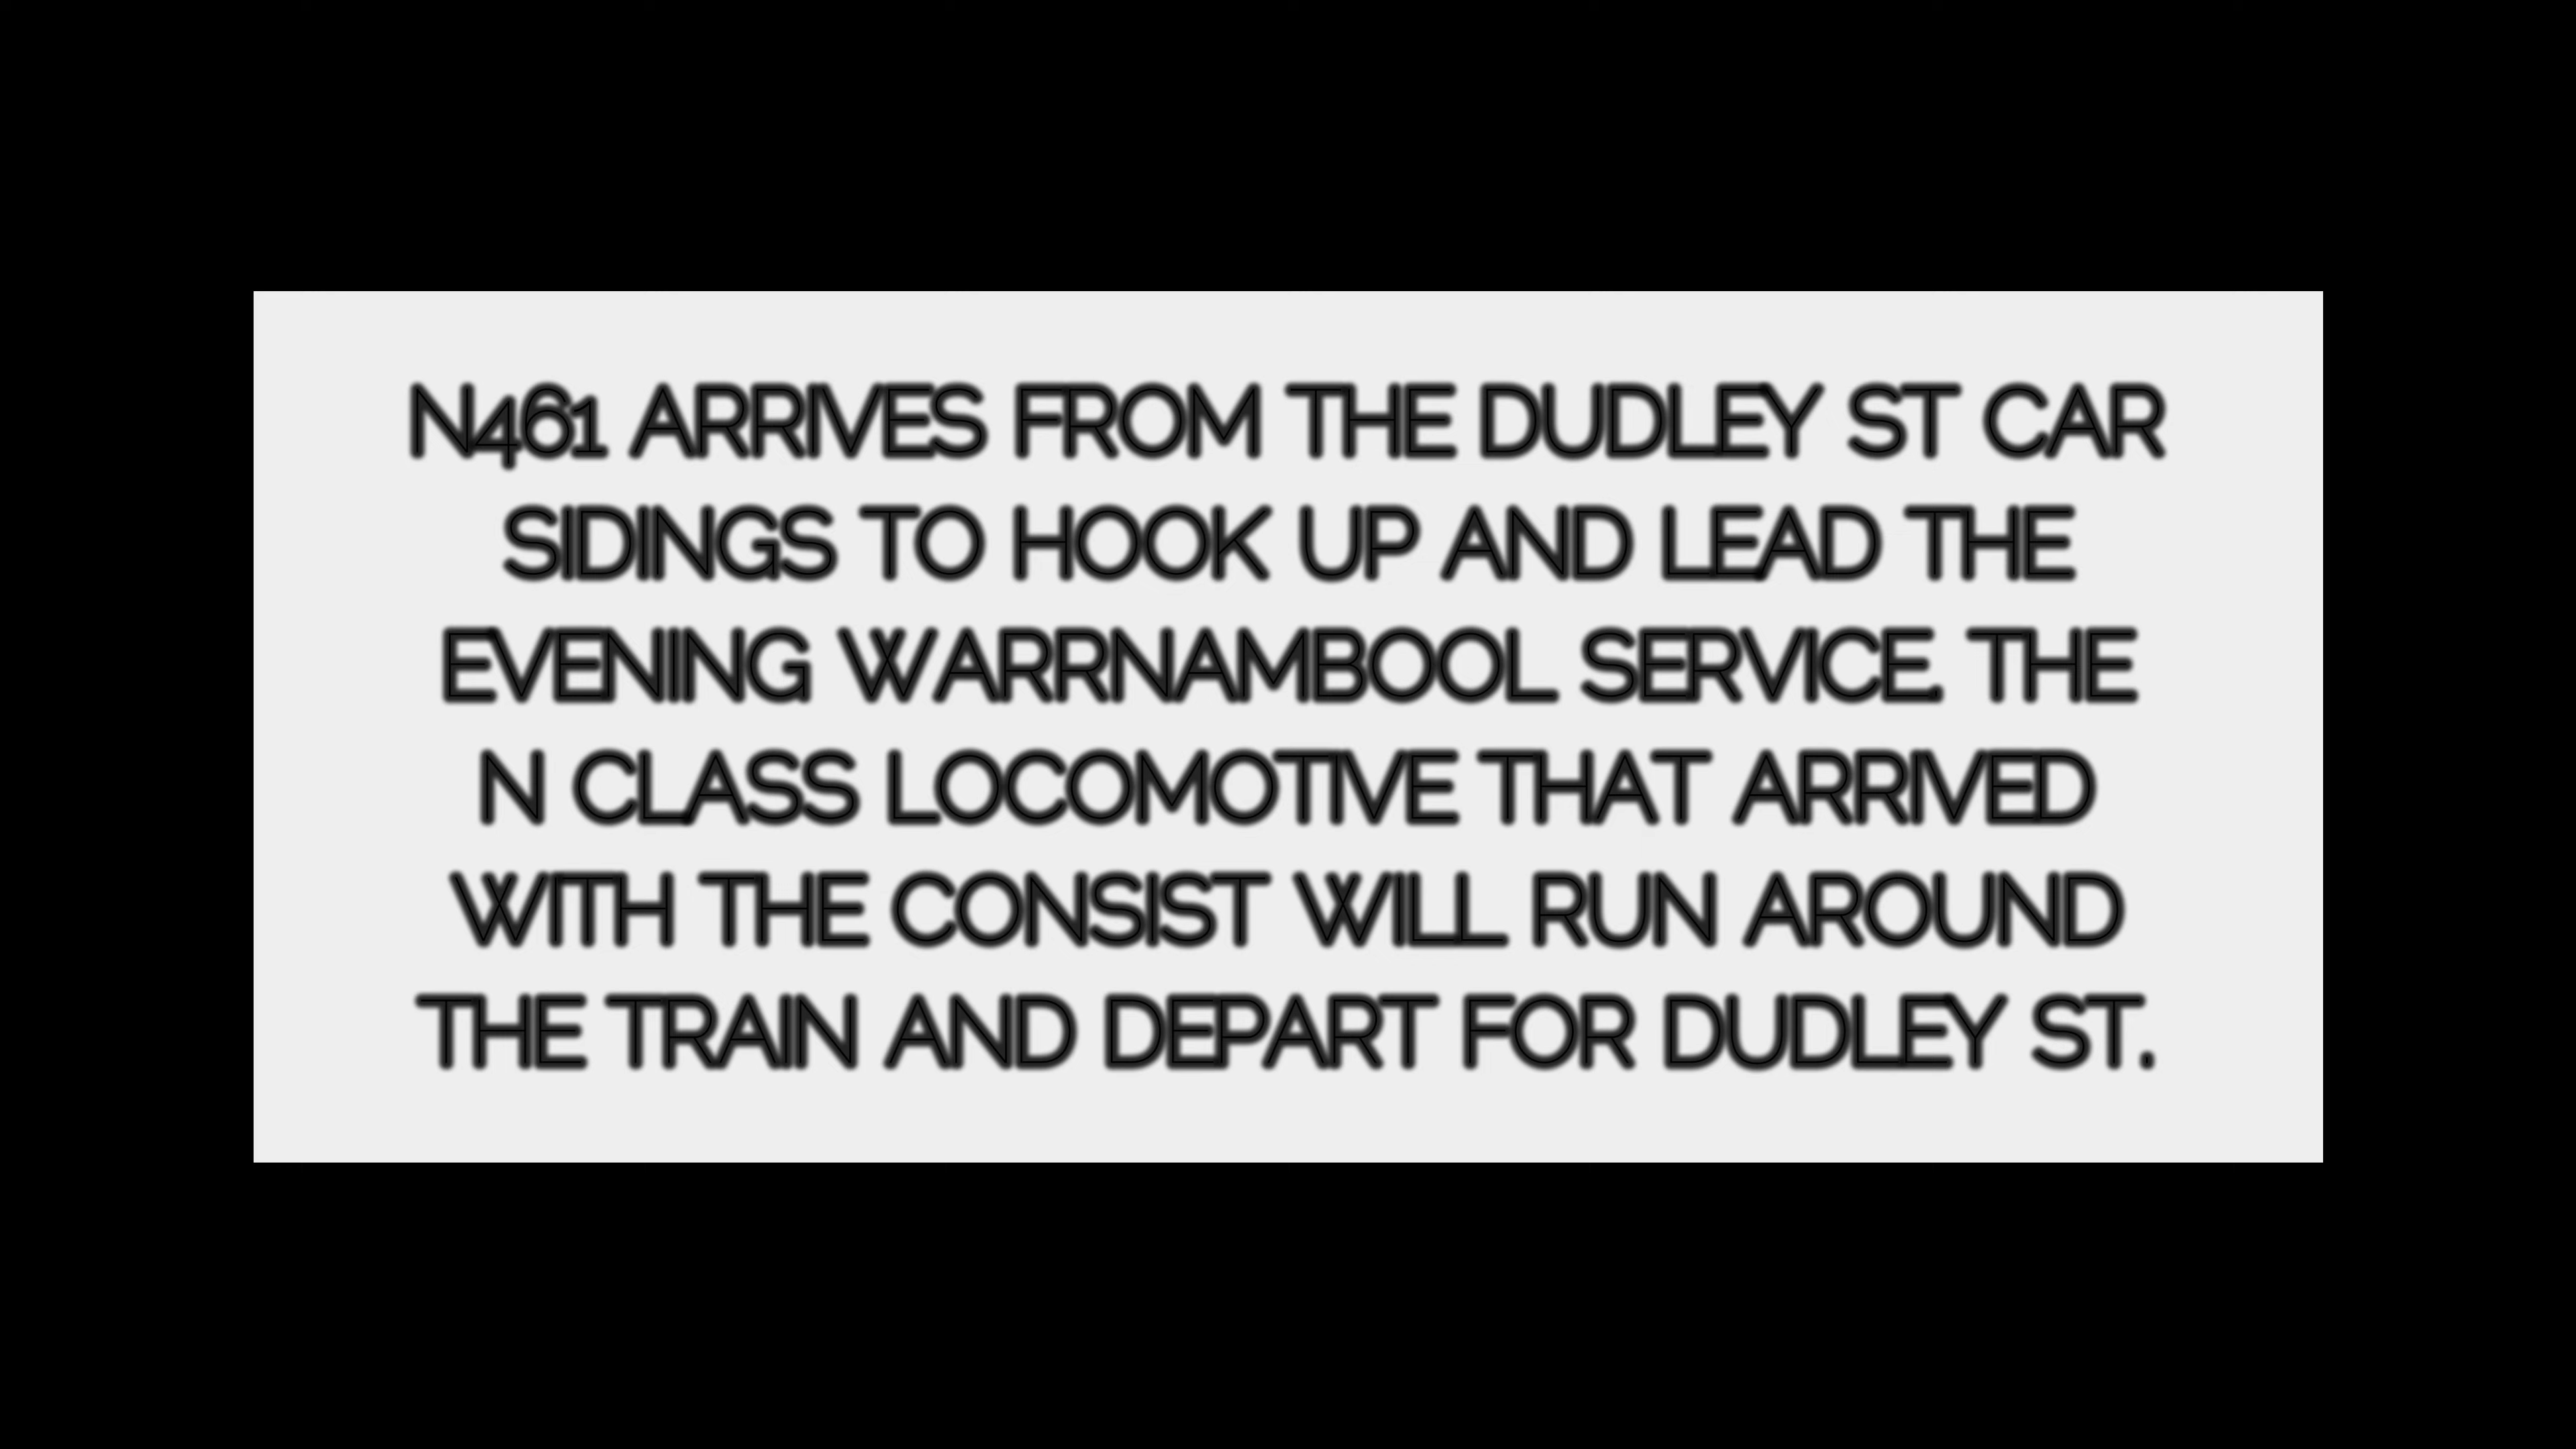 N461 ARRIVES FROM THE DUDLEY ST CAR
SIDINGS TO HOOK UP AND LEAD THE
EVENING WARRNAMBOOL SERVICE. THE
N CLASS LOCOMOTIVE THAT ARRIVED
WITH THE CONSIST WILL RUN AROUND
THE TRAIN AND DEPART FOR DUDLEY ST.